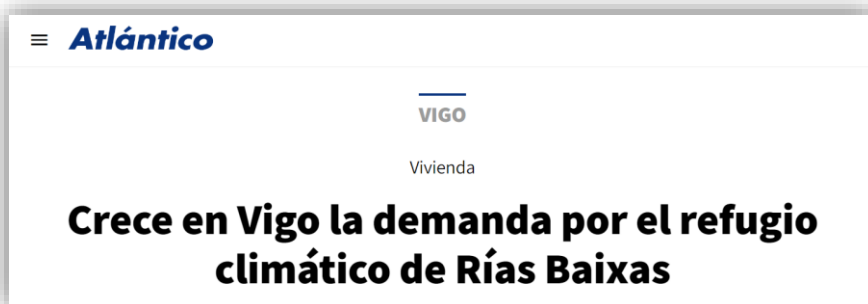 Atlántico
VIGO
Vivienda
Crece en Vigo la demanda por el refugio
climático de Rías Baixas